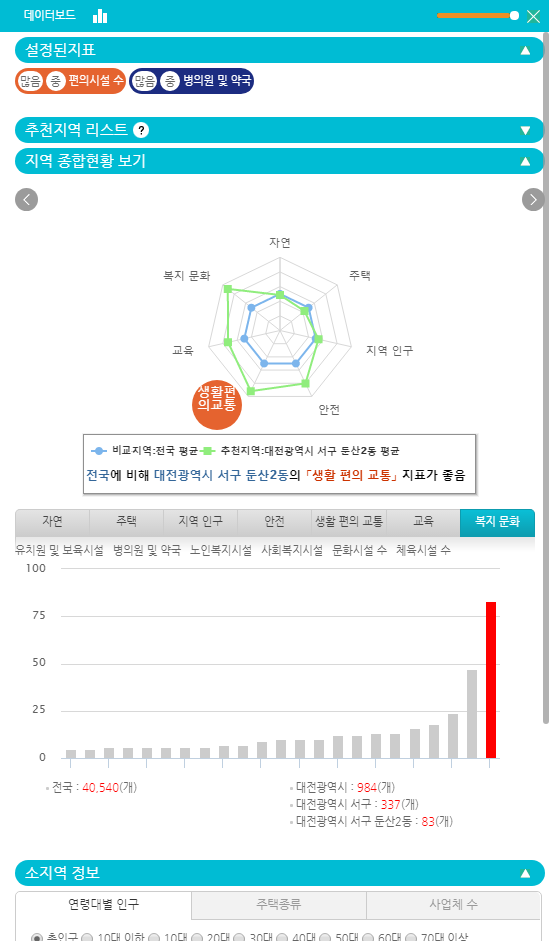 데이터보드
설정된지표
많음 중 편의시설 수 많음 중 병의원 및 약국
추천지역 리스트 ?
지역 종합현황 보기
자연
복지 문화 주택
교육 지역 인구
생활편
의교통
안전
비교지역:전국 평균 추천지역:대전광역시 서구 둔산2동 평균
전국에 비해 대전광역시 서구 둔산2동의 「생활 편의 교통」 지표가 좋음
자연 주택 지역 인구 안전 생활 편의 교통 교육 복지 문화
유치원 및 보육시설 병의원 및 약국 노인복지시설 사회복지시설 문화시설 수 체육시설 수
100
75
50
25
0
전국 : 40,540(개) 대전광역시 : 984(개)
대전광역시 서구 : 337(개)
대전광역시 서구 둔산2동 : 83(개)
소지역 정보
연령대별 인구 주택종류 사업체 수
총인구 10대 이하 10대 20대 30대 40대 50대 60대 70대 이상